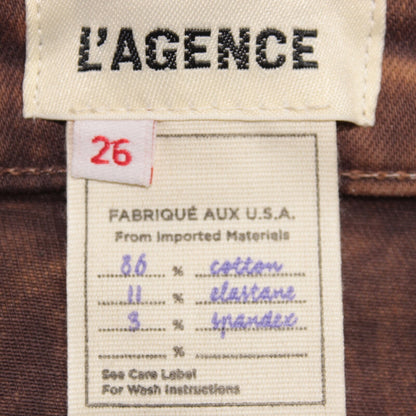 L'AGENCE
26
FABRIQUÉ AUX U.S.A.
From Imported Materials
86 % cotton
11 % elastane
3 % spandex
%
See Care Label
For Wash Instructions